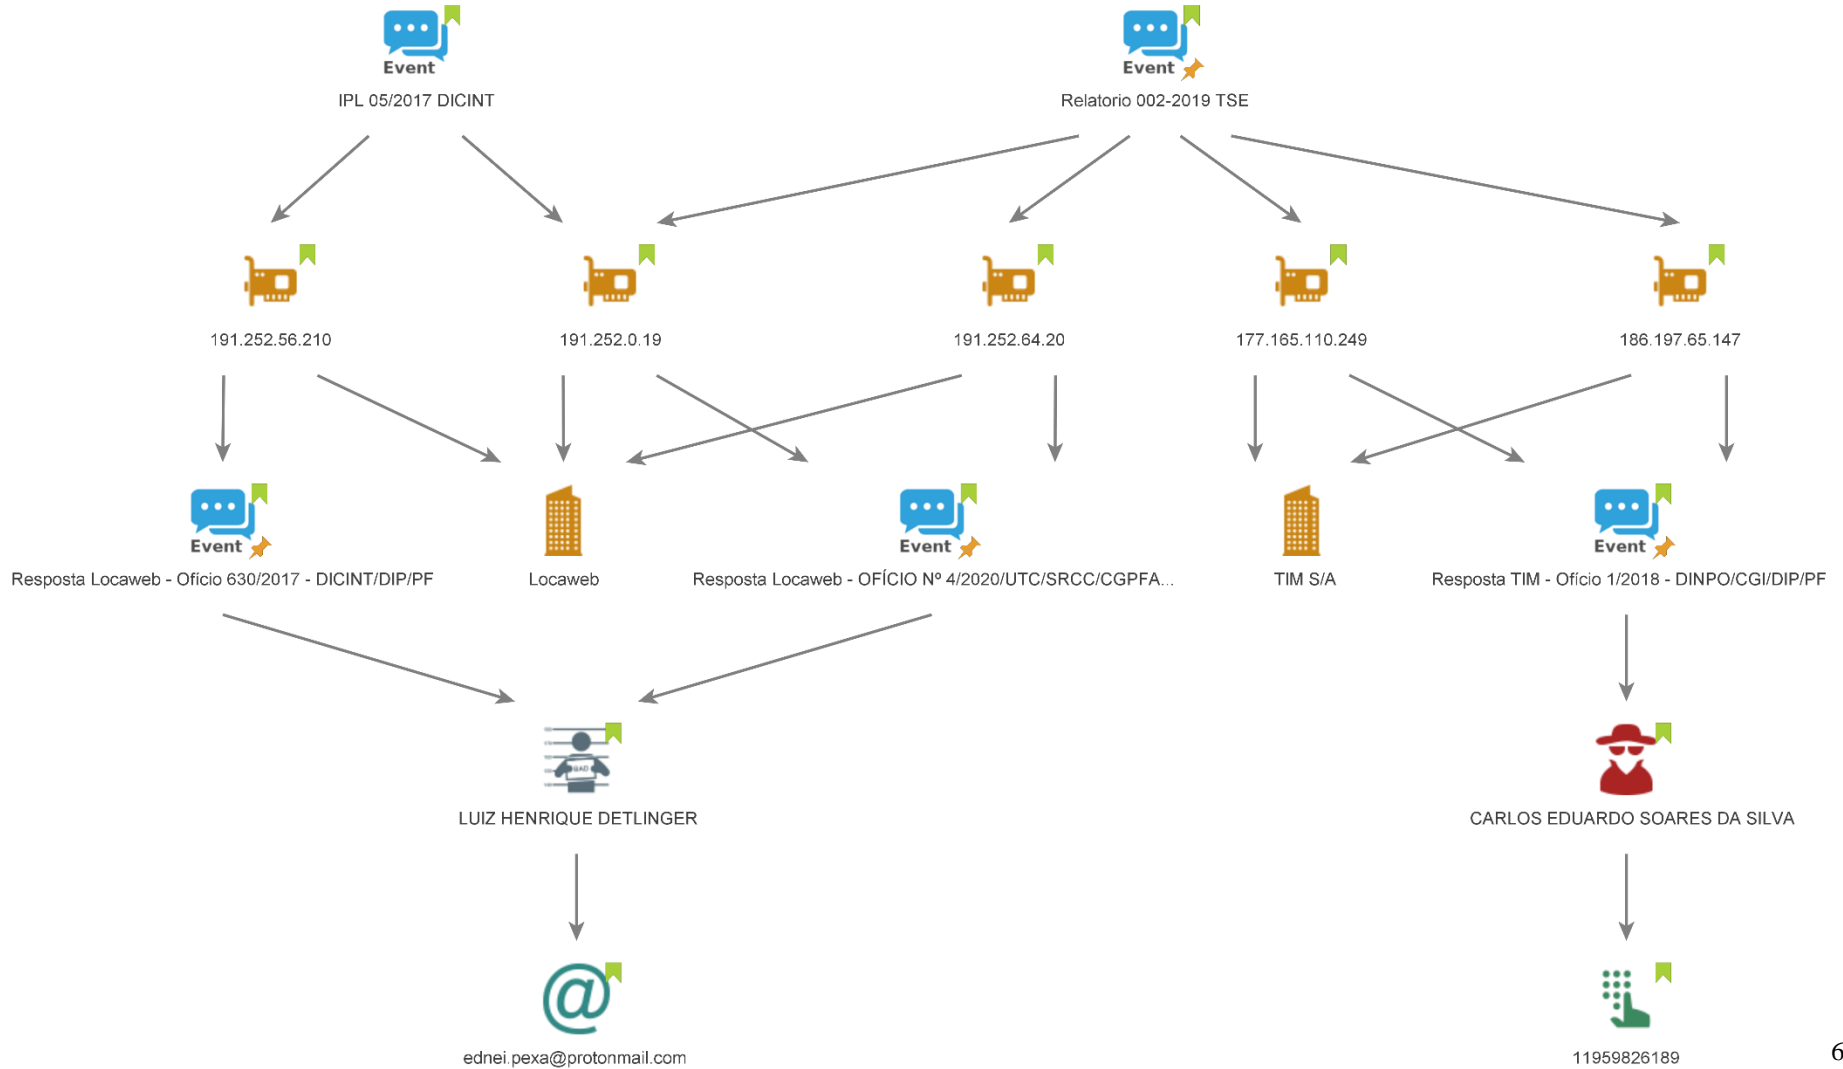 Event
Event
IPL 05/2017 DICINT
Relatorio 002-2019 TSE
191.252.56.210
191.252.0.19
191.252.64.20
177.165.110.249
186.197.65.147
Event
Event
Event
Resposta Locaweb - Ofício 630/2017 - DICINT/DIP/PF
Locaweb
Resposta Locaweb - OFÍCIO Nº 4/2020/UTC/SRCC/CGPFA...
TIM S/A
Resposta TIM - Ofício 1/2018 - DINPO/CGI/DIP/PF
BAD
LUIZ HENRIQUE DETLINGER
CARLOS EDUARDO SOARES DA SILVA
@
ednei.pexa@protonmail.com
11959826189
6